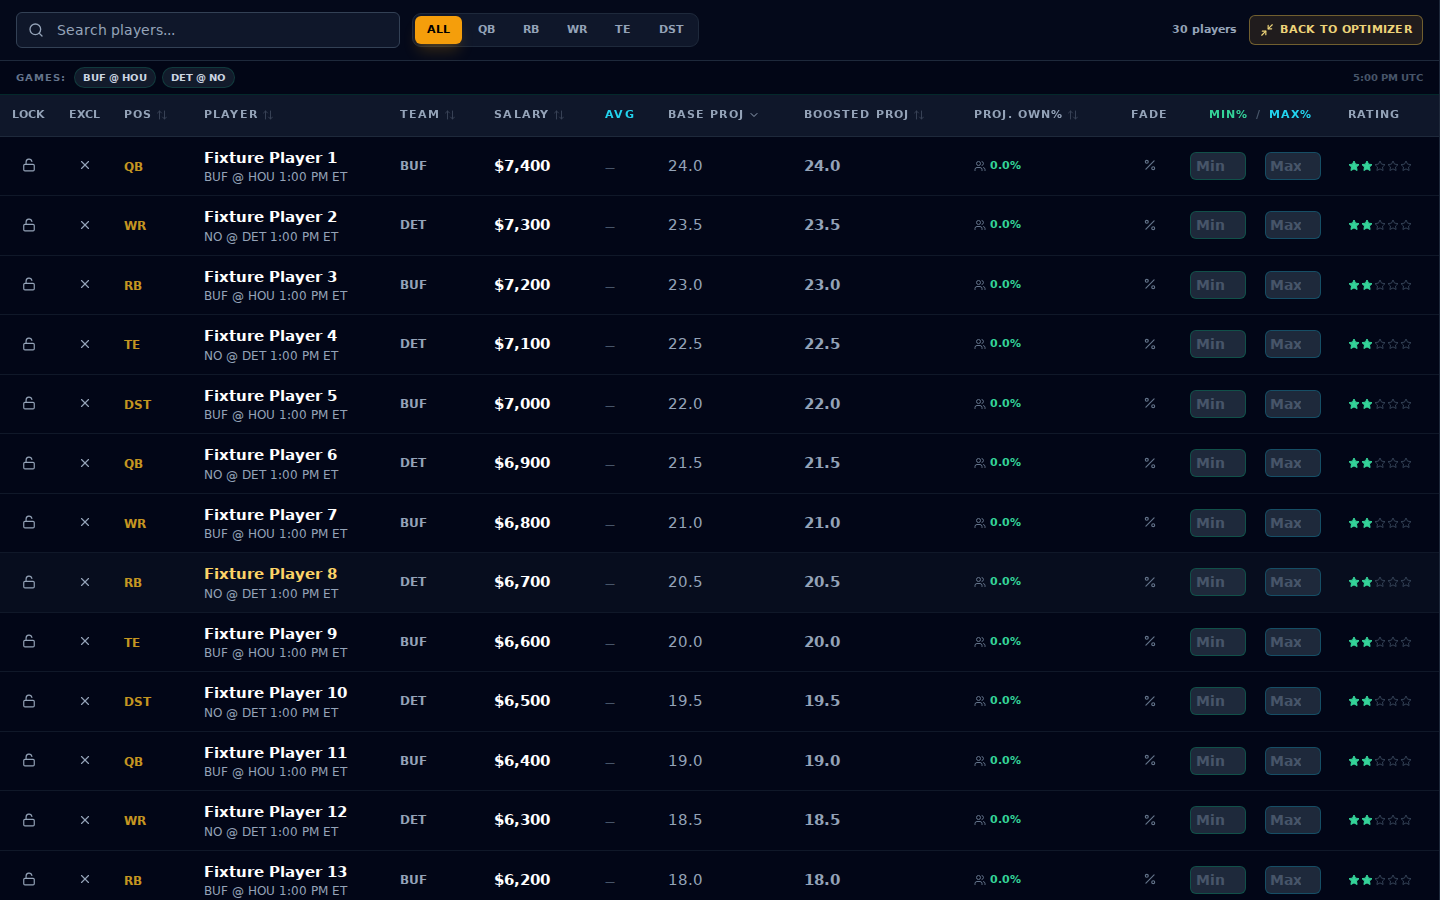 Search players...
ALL QB RB WR TE DST
30 players
BACK TO OPTIMIZER
GAMES: BUF @ HOU DET @ NO
5:00 PM UTC
LOCK EXCL POS PLAYER TEAM SALARY AVG BASE PROJ BOOSTED PROJ PROJ. OWN% FADE MIN% / MAX% RATING
QB Fixture Player 1 BUF $7,400 — 24.0 24.0 0.0% Min Max
BUF @ HOU 1:00 PM ET
WR Fixture Player 2 DET $7,300 — 23.5 23.5 0.0% Min Max
NO @ DET 1:00 PM ET
RB Fixture Player 3 BUF $7,200 — 23.0 23.0 0.0% Min Max
BUF @ HOU 1:00 PM ET
TE Fixture Player 4 DET $7,100 — 22.5 22.5 0.0% Min Max
NO @ DET 1:00 PM ET
DST Fixture Player 5 BUF $7,000 — 22.0 22.0 0.0% Min Max
BUF @ HOU 1:00 PM ET
QB Fixture Player 6 DET $6,900 — 21.5 21.5 0.0% Min Max
NO @ DET 1:00 PM ET
WR Fixture Player 7 BUF $6,800 — 21.0 21.0 0.0% Min Max
BUF @ HOU 1:00 PM ET
RB Fixture Player 8 DET $6,700 — 20.5 20.5 0.0% Min Max
NO @ DET 1:00 PM ET
TE Fixture Player 9 BUF $6,600 — 20.0 20.0 0.0% Min Max
BUF @ HOU 1:00 PM ET
DST Fixture Player 10 DET $6,500 — 19.5 19.5 0.0% Min Max
NO @ DET 1:00 PM ET
QB Fixture Player 11 BUF $6,400 — 19.0 19.0 0.0% Min Max
BUF @ HOU 1:00 PM ET
WR Fixture Player 12 DET $6,300 — 18.5 18.5 0.0% Min Max
NO @ DET 1:00 PM ET
RB Fixture Player 13 BUF $6,200 — 18.0 18.0 0.0% Min Max
BUF @ HOU 1:00 PM ET